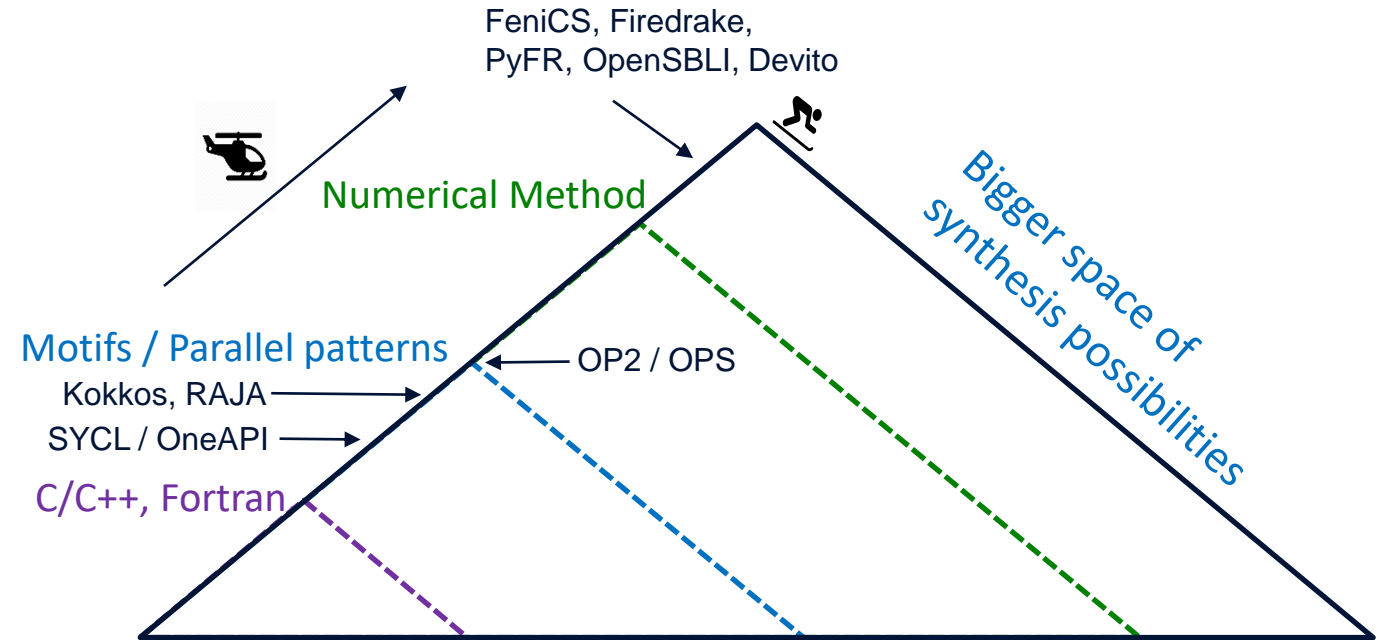 FeniCS, Firedrake,
PyFR, OpenSBLI, Devito
Numerical Method
Bigger space of
synthesis possibilities
Motifs / Parallel patterns
OP2 / OPS
Kokkos, RAJA
SYCL / OneAPI
C/C++, Fortran